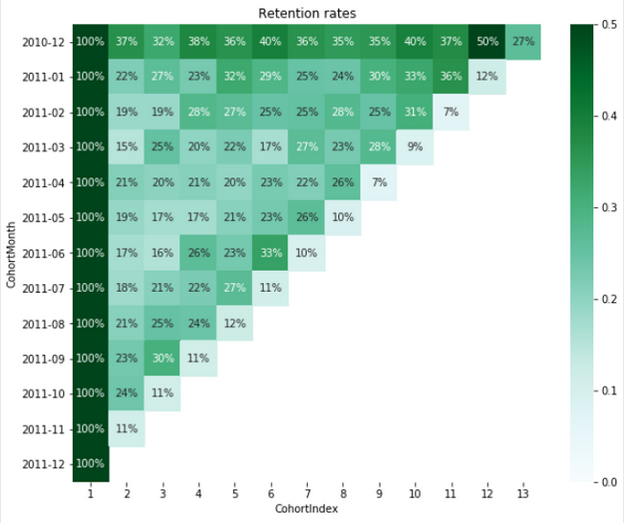 Retention rates
CohortMonth
2010-12 100% 37% 32% 38% 36% 40% 36% 35% 35% 40% 37% 50% 27%
2011-01 100% 22% 27% 23% 32% 29% 25% 24% 30% 33% 36% 12%
2011-02 100% 19% 19% 28% 27% 25% 25% 28% 25% 31% 7%
2011-03 100% 15% 25% 20% 22% 17% 27% 23% 28% 9%
2011-04 100% 21% 20% 21% 20% 23% 22% 26% 7%
2011-05 100% 19% 17% 17% 21% 23% 26% 10%
2011-06 100% 17% 16% 26% 23% 33% 10%
2011-07 100% 18% 21% 22% 27% 11%
2011-08 100% 21% 25% 24% 12%
2011-09 100% 23% 30% 11%
2011-10 100% 24% 11%
2011-11 100% 11%
2011-12 100%
1 2 3 4 5 6 7 8 9 10 11 12 13
CohortIndex
0.5
0.4
0.3
0.2
0.1
0.0